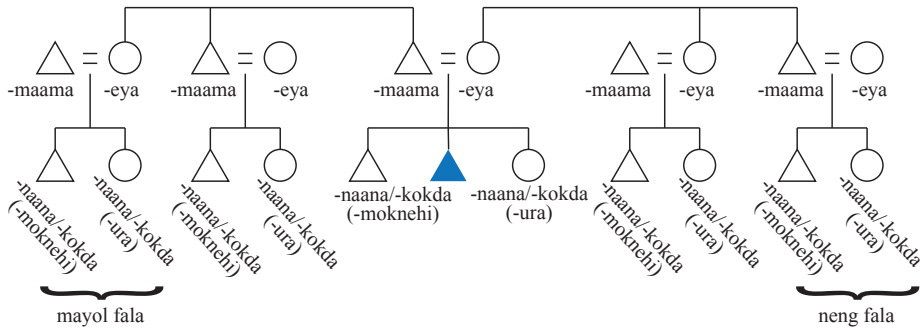 -maama -eya -maama -eya -maama -eya -maama -eya -maama -eya
-naana/-kokda
(-moknehi)
-naana/-kokda
(-ura)
-naana/-kokda
(-moknehi)
-naana/-kokda
(-ura)
-naana/-kokda
(-moknehi)
-naana/-kokda
(-ura)
-naana/-kokda
(-moknehi)
-naana/-kokda
(-ura)
-naana/-kokda
(-moknehi)
-naana/-kokda
(-ura)
mayol fala
neng fala